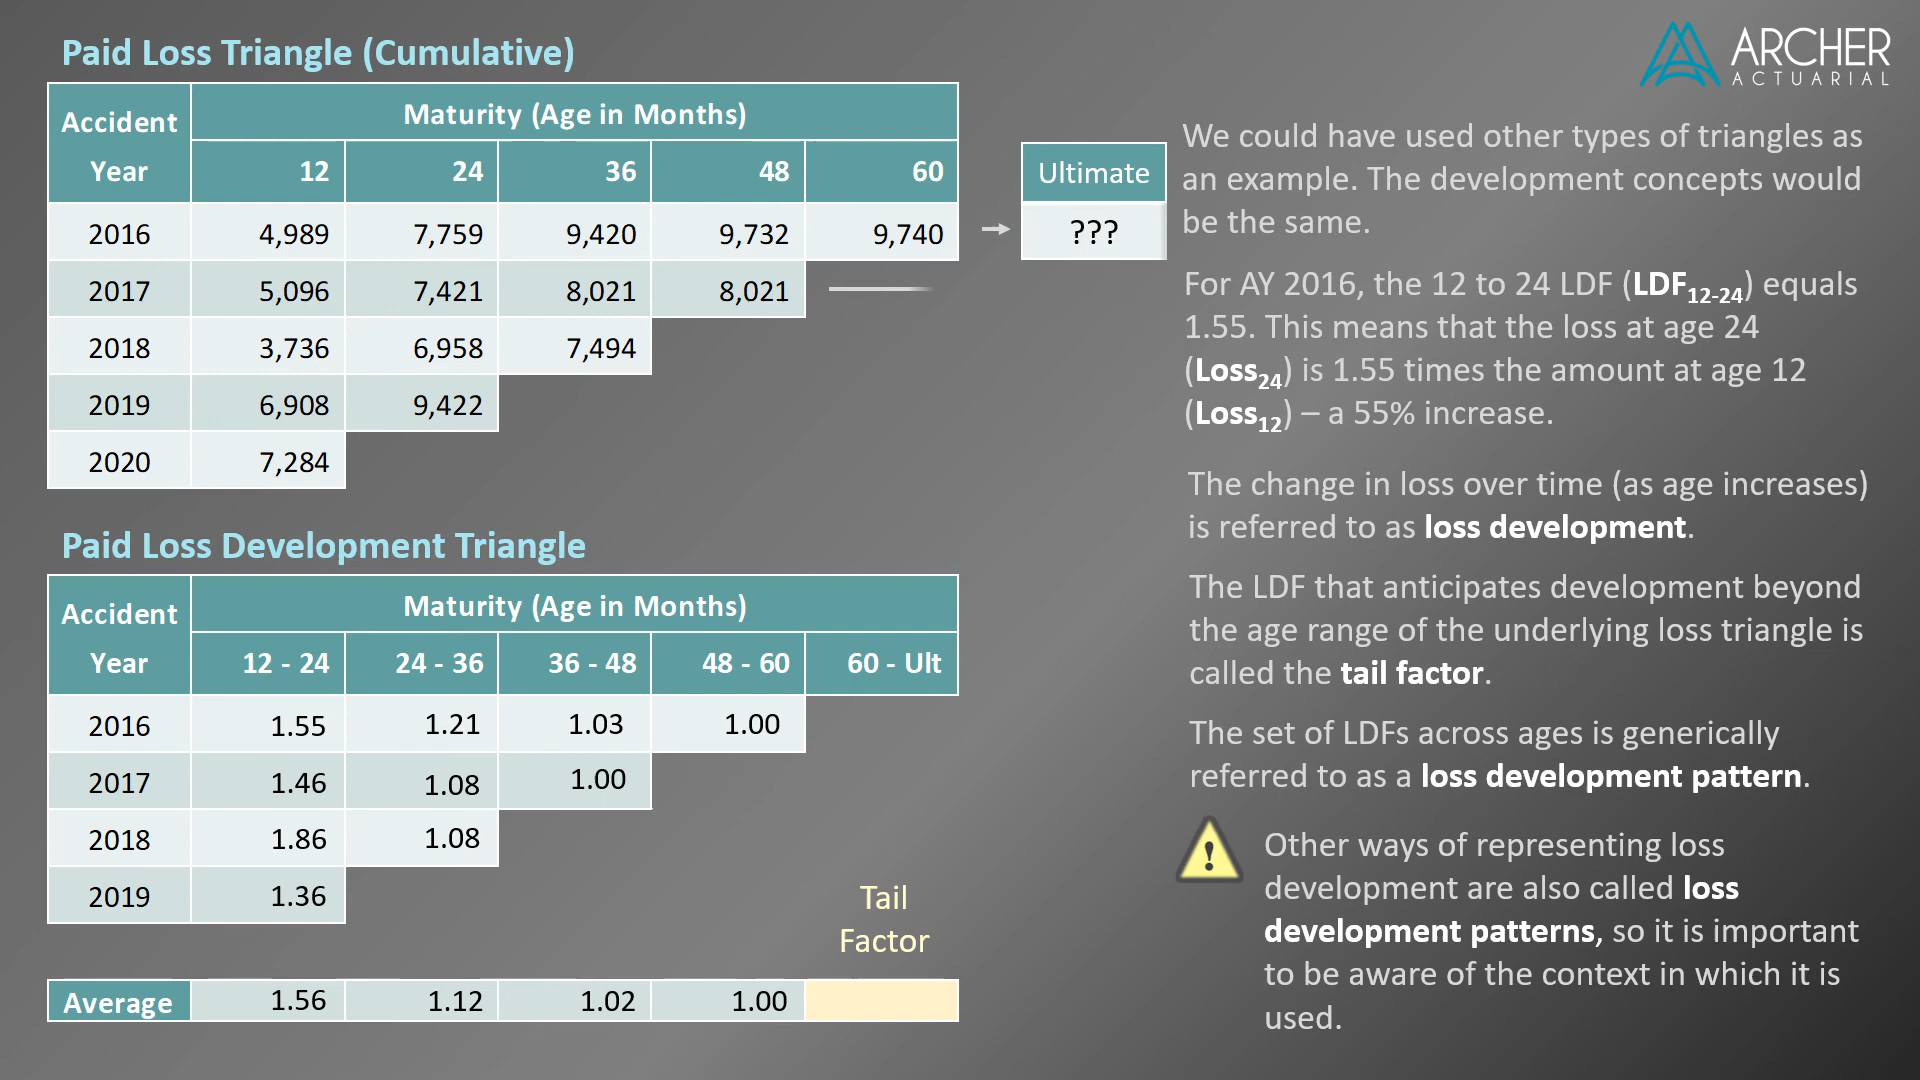 Paid Loss Triangle (Cumulative)
Accident Year Maturity (Age in Months)
12 24 36 48 60
2016 4,989 7,759 9,420 9,732 9,740
2017 5,096 7,421 8,021 8,021
2018 3,736 6,958 7,494
2019 6,908 9,422
2020 7,284
Ultimate
???
Paid Loss Development Triangle
Accident Year Maturity (Age in Months)
12 - 24 24 - 36 36 - 48 48 - 60 60 - Ult
2016 1.55 1.21 1.03 1.00
2017 1.46 1.08 1.00
2018 1.86 1.08
2019 1.36
Tail
Factor
Average 1.56 1.12 1.02 1.00
ARCHER
ACTUARIAL
We could have used other types of triangles as
an example. The development concepts would
be the same.
For AY 2016, the 12 to 24 LDF (LDF12-24) equals
1.55. This means that the loss at age 24
(Loss24) is 1.55 times the amount at age 12
(Loss12) – a 55% increase.
The change in loss over time (as age increases)
is referred to as loss development.
The LDF that anticipates development beyond
the age range of the underlying loss triangle is
called the tail factor.
The set of LDFs across ages is generically
referred to as a loss development pattern.
Other ways of representing loss
development are also called loss
development patterns, so it is important
to be aware of the context in which it is
used.